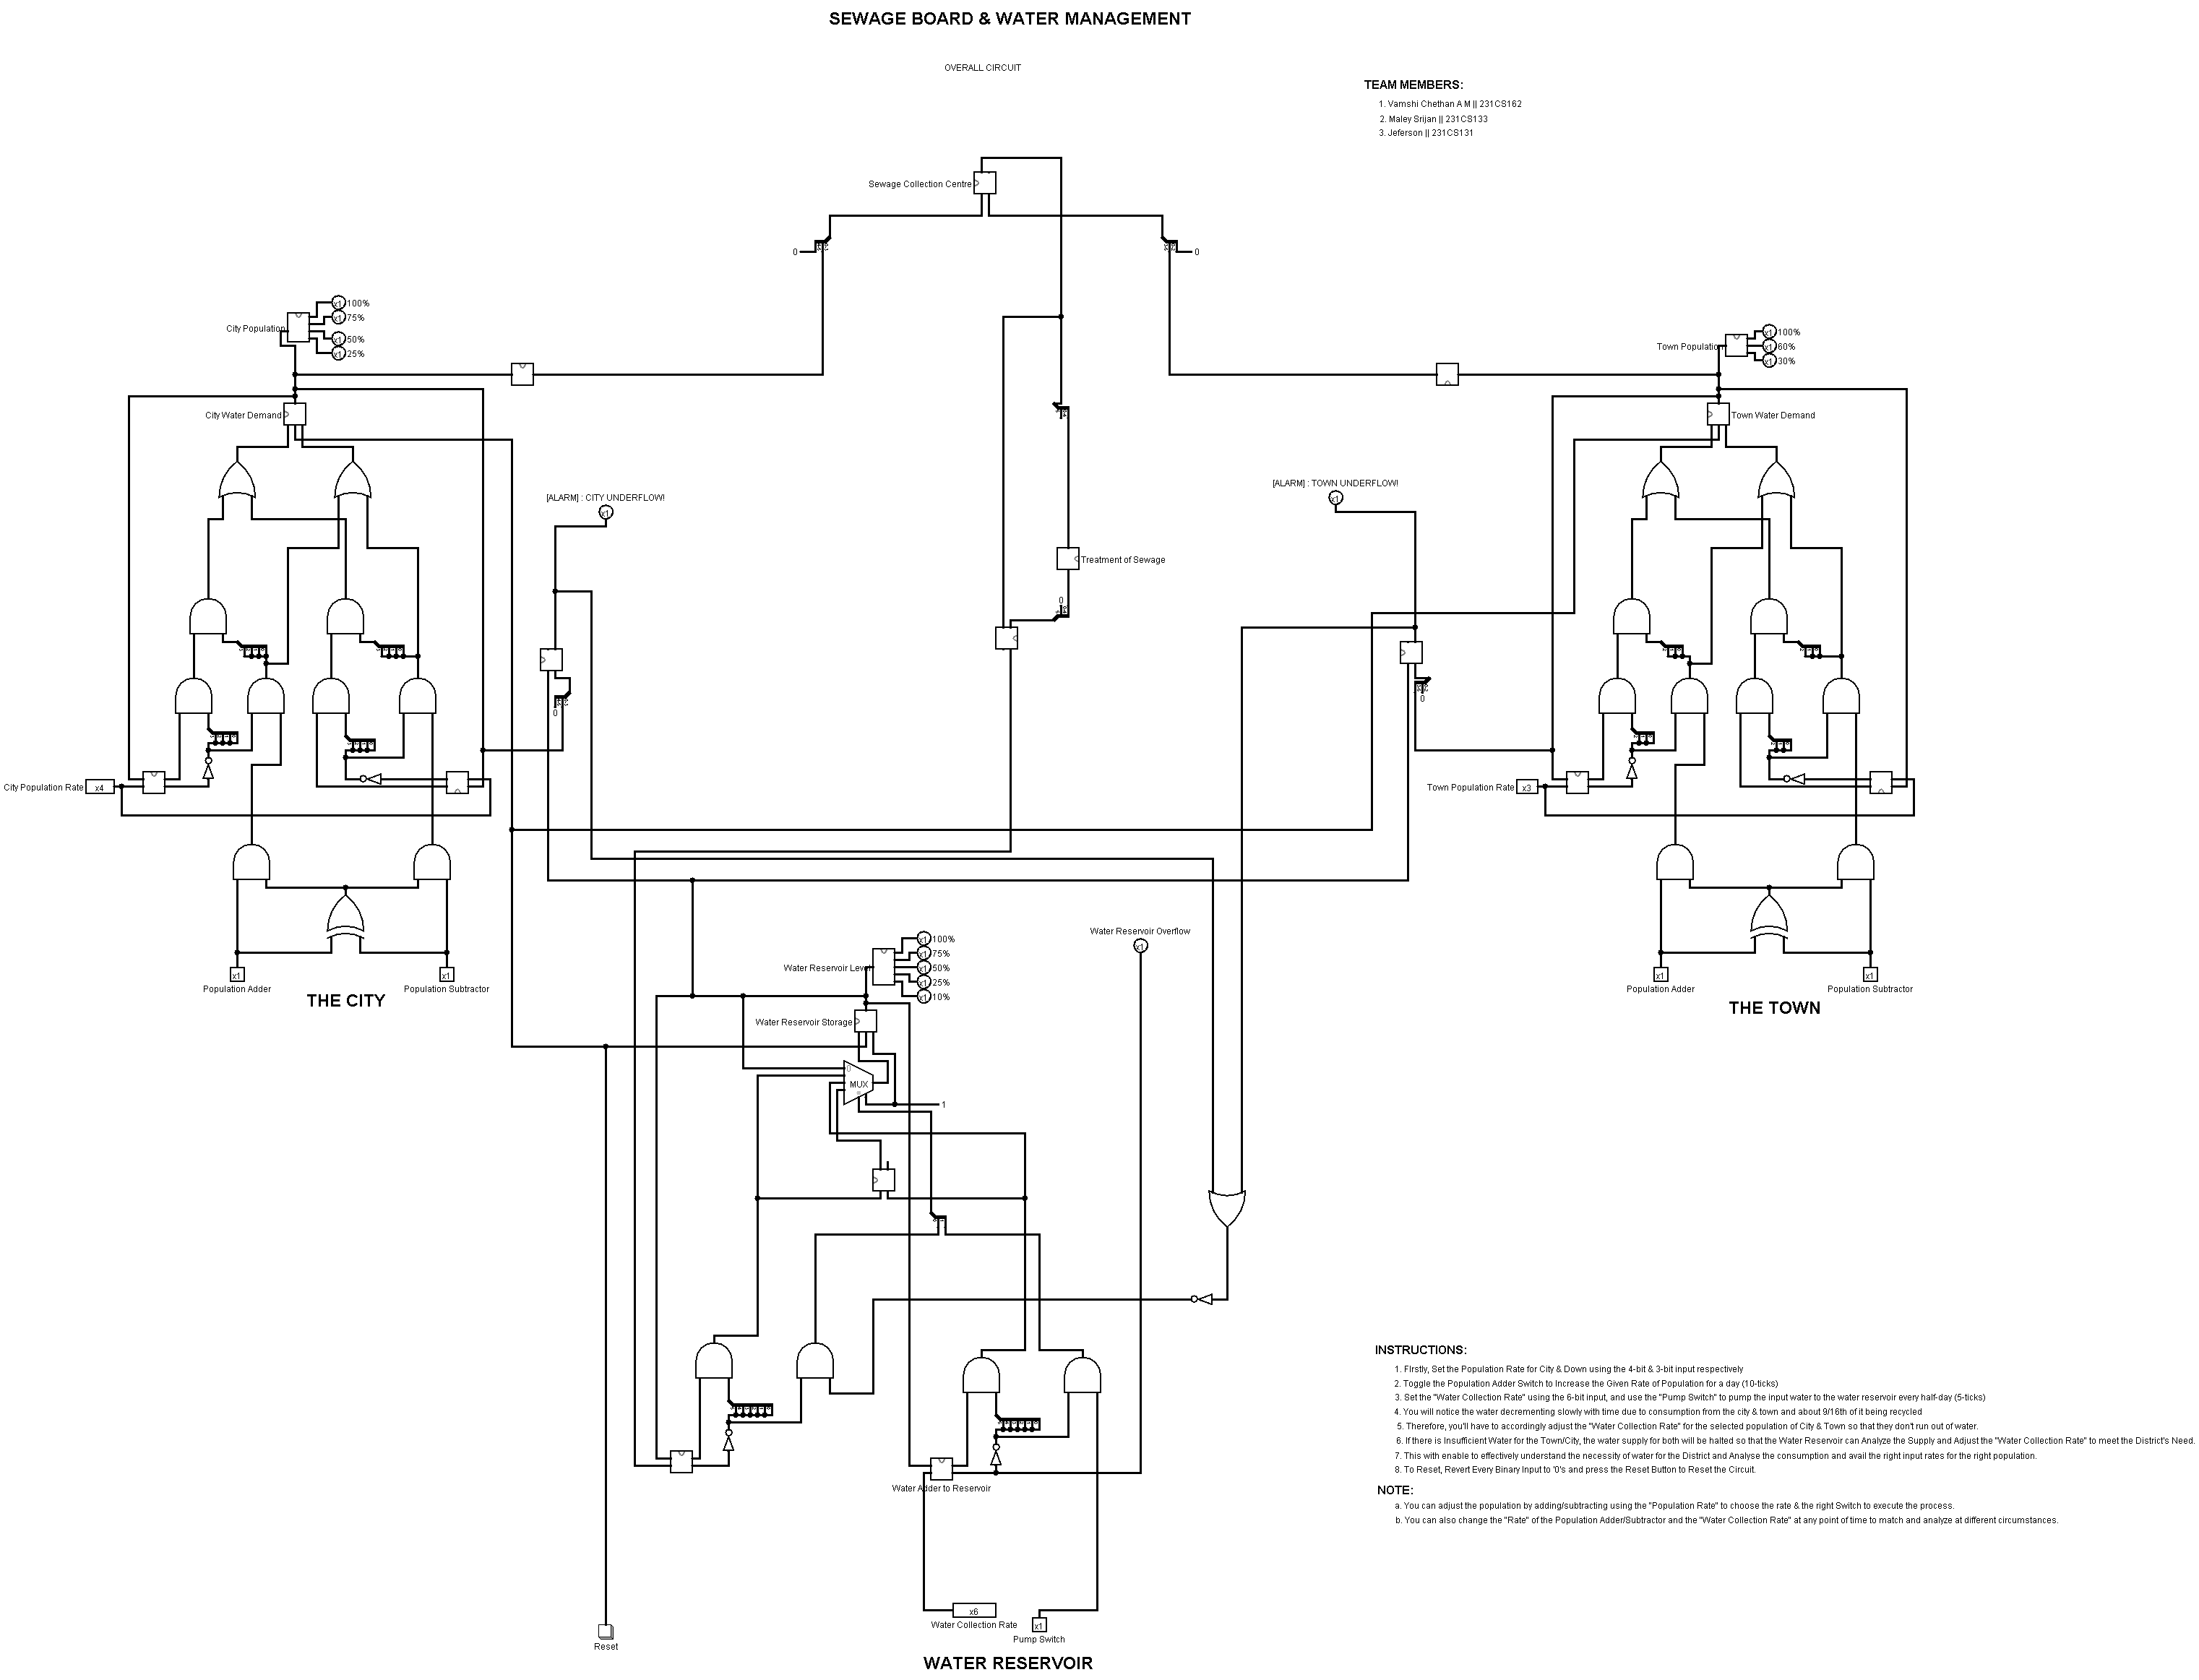 SEWAGE BOARD & WATER MANAGEMENT
OVERALL CIRCUIT
TEAM MEMBERS:
1. Vamshi Chethan A M || 231CS162
2. Maley Srijan || 231CS133
3. Jeferson || 231CS131
Sewage Collection Centre
0
0
City Population
x1 100%
x1 75%
x1 50%
x1 25%
Town Population
x1 100%
x1 60%
x1 30%
City Water Demand
Town Water Demand
[ALARM] : CITY UNDERFLOW!
x1
[ALARM] : TOWN UNDERFLOW!
x1
Treatment of Sewage
0
0
0
City Population Rate x4
Town Population Rate x3
x1
Population Adder
x1
Population Subtractor
THE CITY
x1
Population Adder
x1
Population Subtractor
THE TOWN
Water Reservoir Overflow
x1
Water Reservoir Level
x1 100%
x1 75%
x1 50%
x1 25%
x1 10%
Water Reservoir Storage
0
MUX
1
Water Adder to Reservoir
x6
Water Collection Rate
x1
Pump Switch
Reset
WATER RESERVOIR
INSTRUCTIONS:
1. FIrstly, Set the Population Rate for City & Down using the 4-bit & 3-bit input respectively
2. Toggle the Population Adder Switch to Increase the Given Rate of Population for a day (10-ticks)
3. Set the "Water Collection Rate" using the 6-bit input, and use the "Pump Switch" to pump the input water to the water reservoir every half-day (5-ticks)
4. You will notice the water decrementing slowly with time due to consumption from the city & town and about 9/16th of it being recycled
5. Therefore, you'll have to accordingly adjust the "Water Collection Rate" for the selected population of City & Town so that they don't run out of water.
6. If there is Insufficient Water for the Town/City, the water supply for both will be halted so that the Water Reservoir can Analyze the Supply and Adjust the "Water Collection Rate" to meet the District's Need.
7. This with enable to effectively understand the necessity of water for the District and Analyse the consumption and avail the right input rates for the right population.
8. To Reset, Revert Every Binary Input to '0's and press the Reset Button to Reset the Circuit.
NOTE:
a. You can adjust the population by adding/subtracting using the "Population Rate" to choose the rate & the right Switch to execute the process.
b. You can also change the "Rate" of the Population Adder/Subtractor and the "Water Collection Rate" at any point of time to match and analyze at different circumstances.